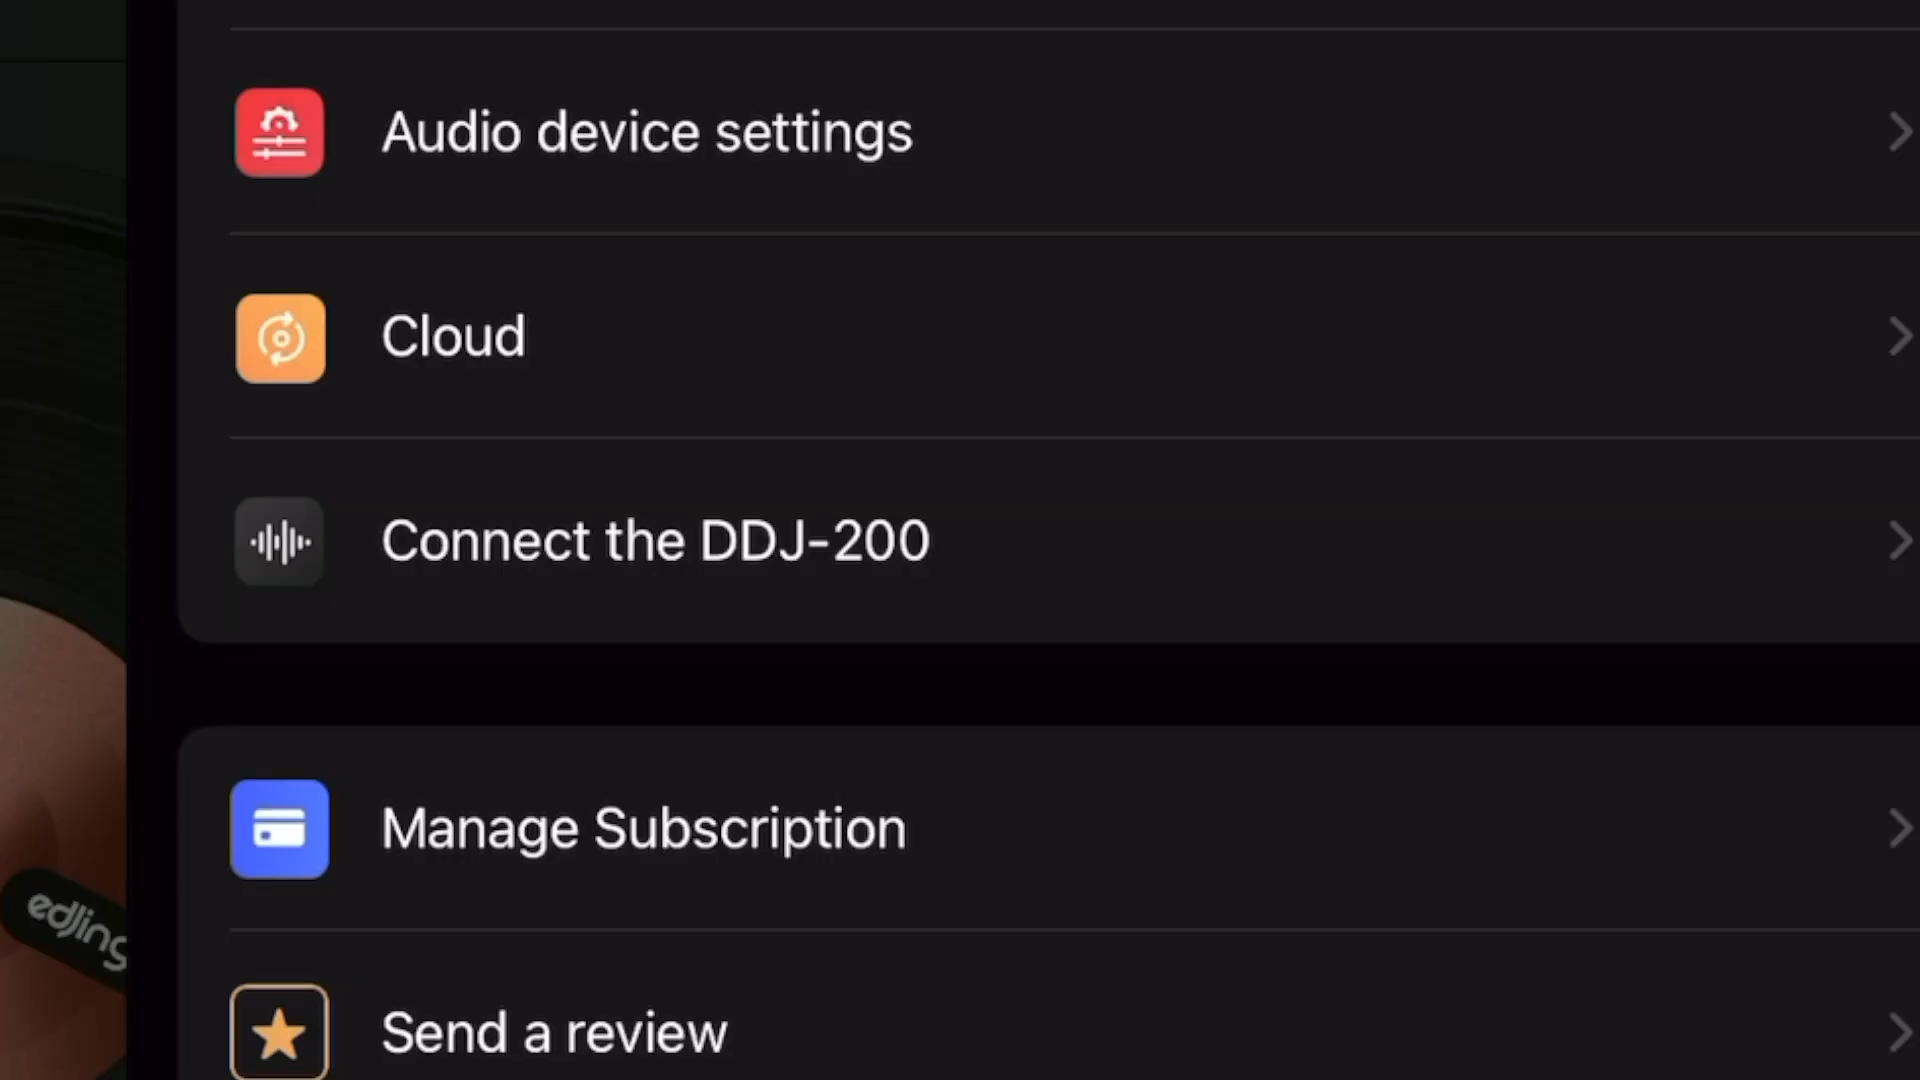 Audio device settings
Cloud
Connect the DDJ-200
Manage Subscription
edjing
Send a review